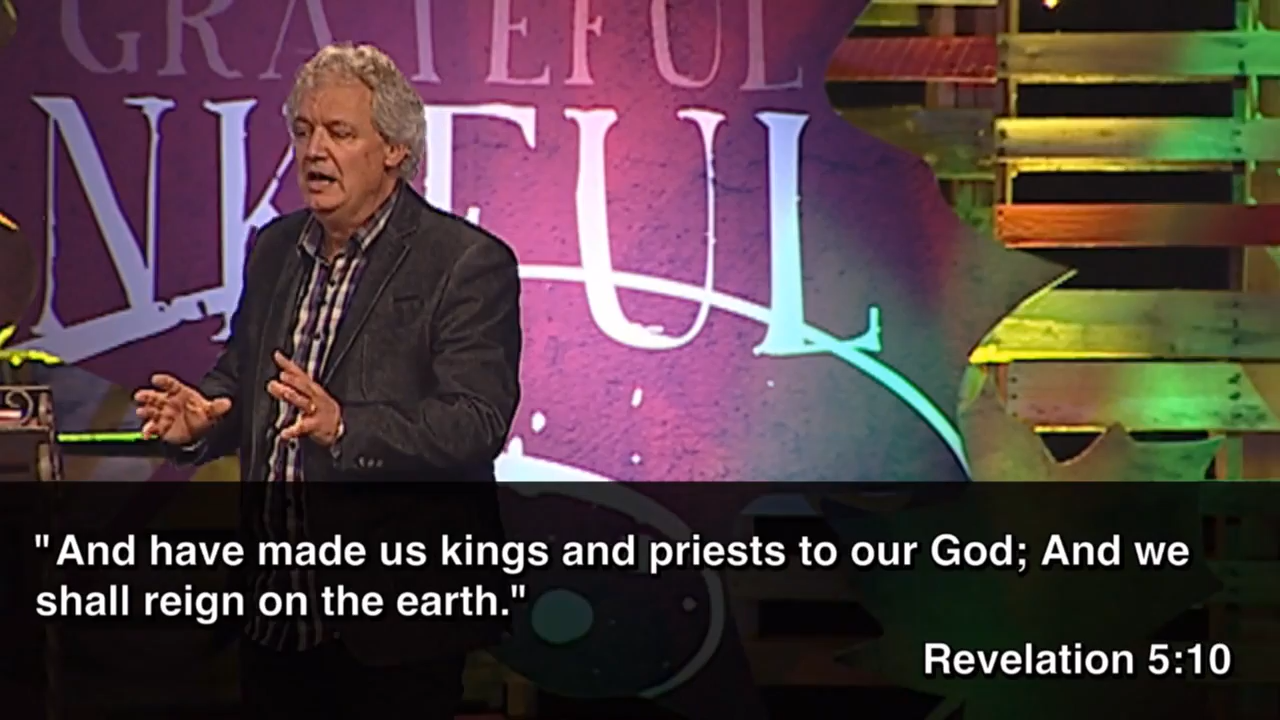 GRATEFUL
NKFUL
"And have made us kings and priests to our God; And we
shall reign on the earth."
Revelation 5:10